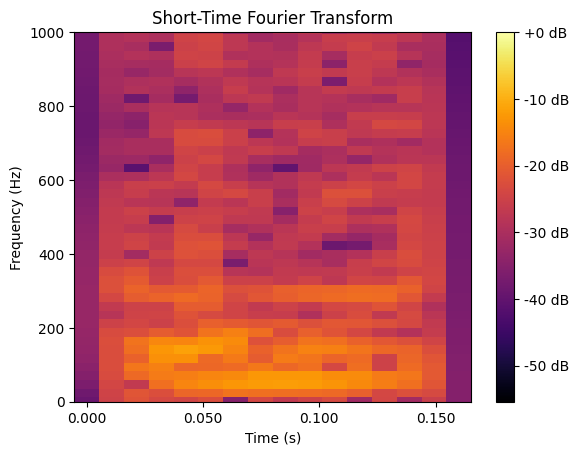 Short-Time Fourier Transform
Frequency (Hz)
1000
800
600
400
200
0
0.000
0.050
0.100
0.150
Time (s)
+0 dB
-10 dB
-20 dB
-30 dB
-40 dB
-50 dB